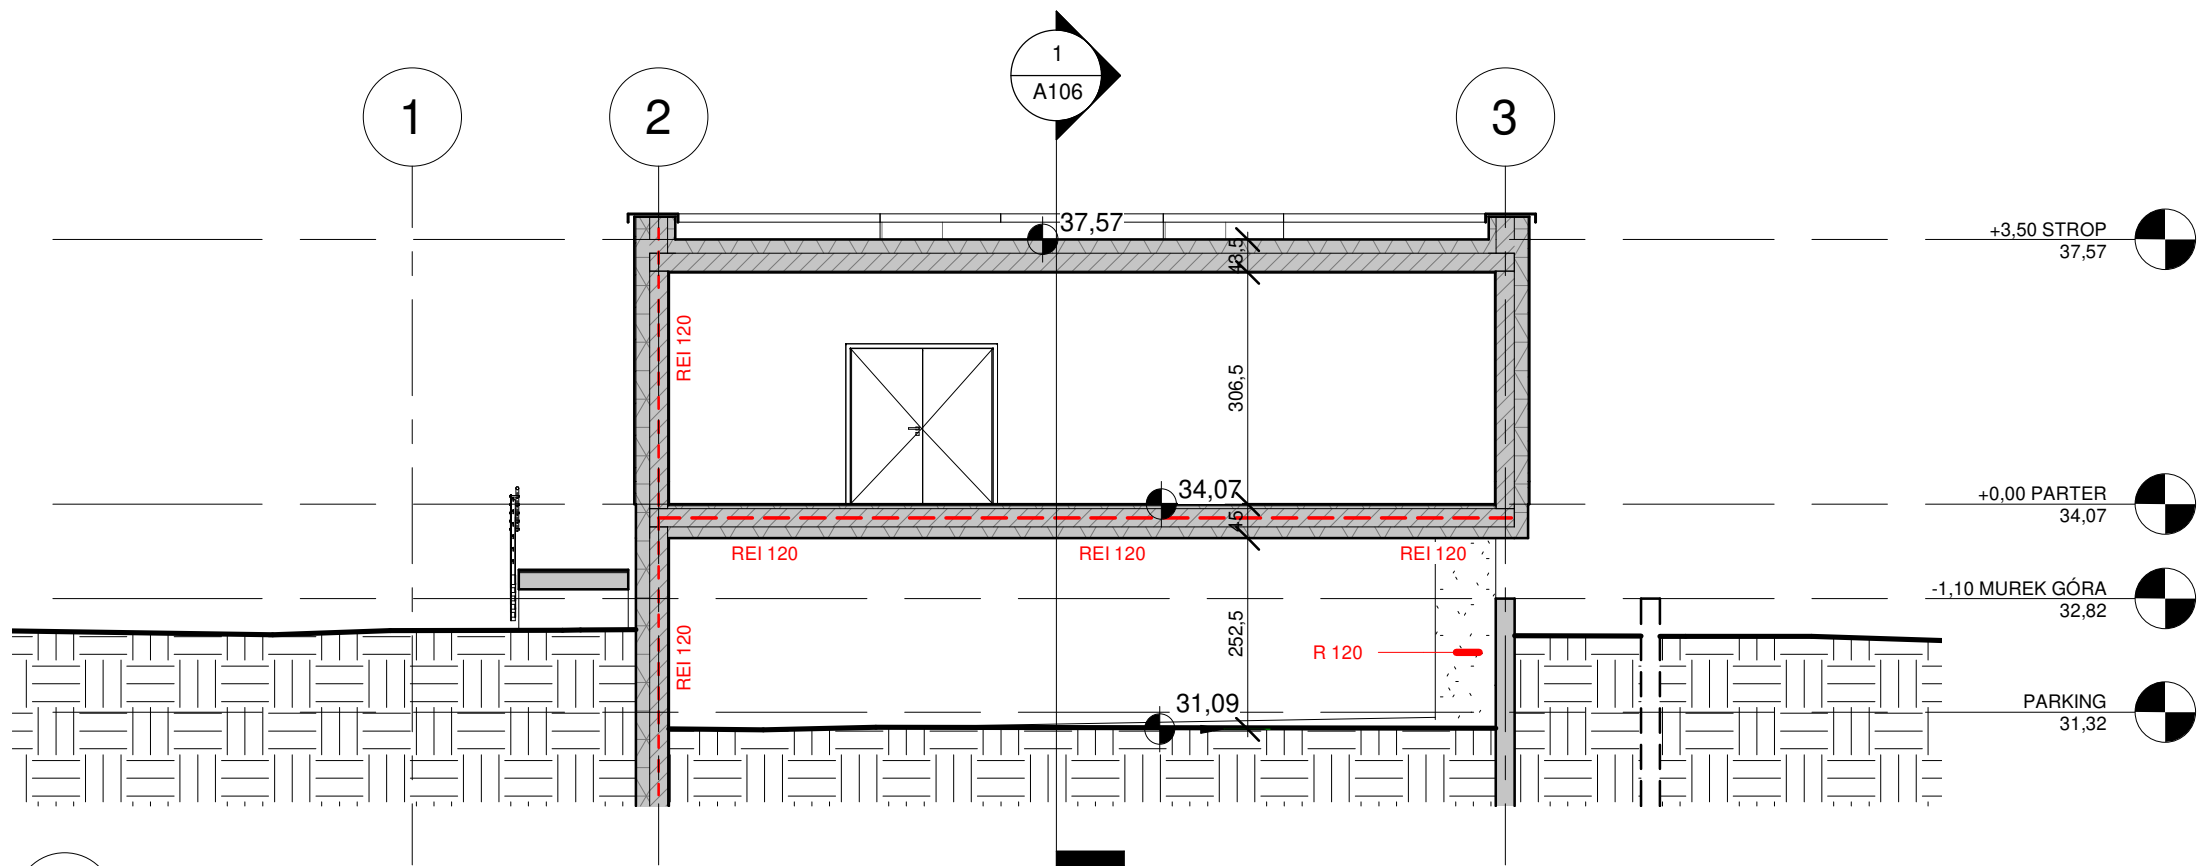 1
A106
1
2
3
37,57
43,5
+3,50 STROP
37,57
REI 120
306,5
34,07
45
+0,00 PARTER
34,07
REI 120
REI 120
REI 120
-1,10 MUREK GÓRA
32,82
REI 120
252,5
R 120
31,09
PARKING
31,32